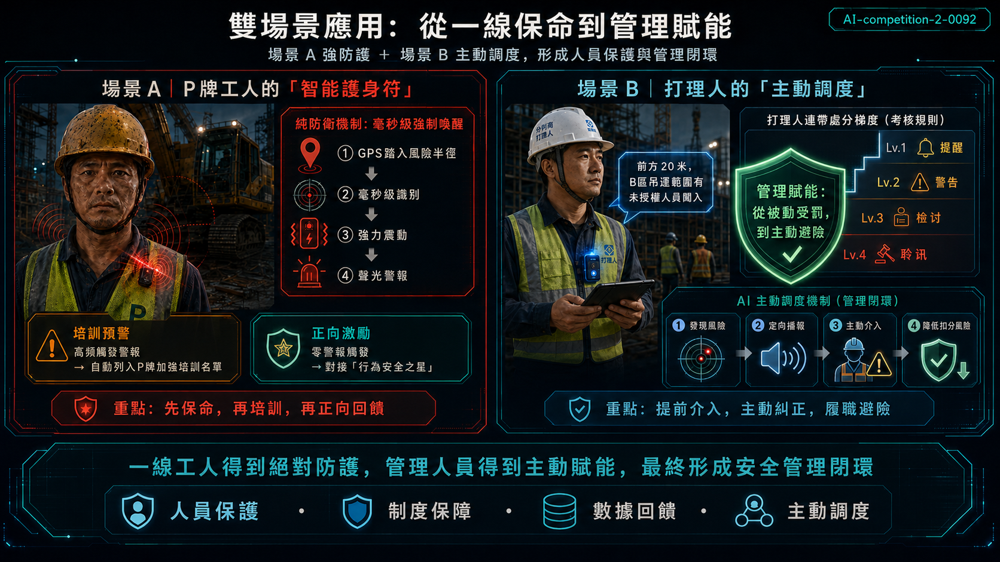 雙場景應用：從一線保命到管理賦能
AI-competition-2-0092
場景 A 強防護 ＋ 場景 B 主動調度，形成人員保護與管理閉環
場景 A｜P牌工人的「智能護身符」
純防衛機制：毫秒級強制喚醒
① GPS踏入風險半徑
② 毫秒級識別
③ 強力震動
④ 聲光警報
P
培訓預警
高頻觸發警報
→ 自動列入P牌加強培訓名單
正向激勵
零警報觸發
→ 對接「行為安全之星」
重點：先保命，再培訓，再正向回饋
場景 B｜打理人的「主動調度」
分判商
打理人
打理人
前方 20 米，
B區吊運範圍有
未授權人員闖入
打理人連帶處分梯度（考核規則）
Lv.1 提醒
Lv.2 警告
Lv.3 檢讨
Lv.4 聆讯
管理賦能：
從被動受罰，
到主動避險
AI 主動調度機制（管理閉環）
1 發現風險
2 定向播報
3 主動介入
4 降低扣分風險
重點：提前介入，主動糾正，履職避險
一線工人得到絕對防護，管理人員得到主動賦能，最終形成安全管理閉環
人員保護 • 制度保障 • 數據回饋 • 主動調度